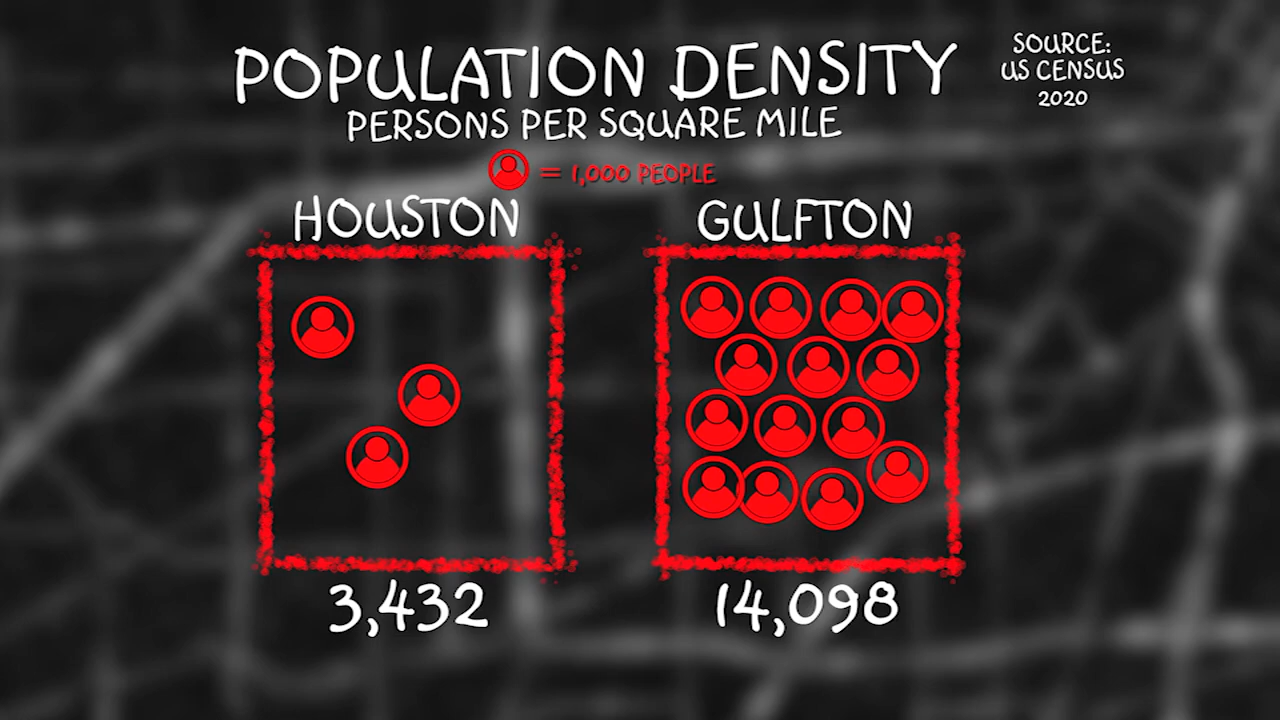 POPULATION DENSITY
PERSONS PER SQUARE MILE
SOURCE:
US CENSUS
2020
= 1,000 PEOPLE
HOUSTON
GULFTON
3,432
14,098